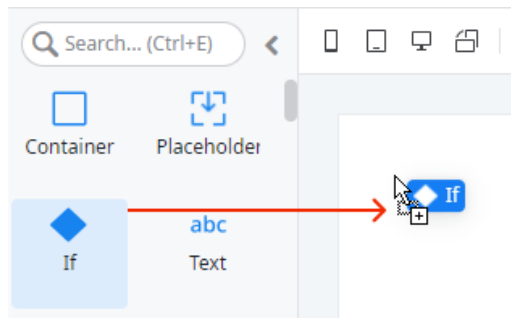 Search... (Ctrl+E)
Container
Placeholder
If
If
abc
Text